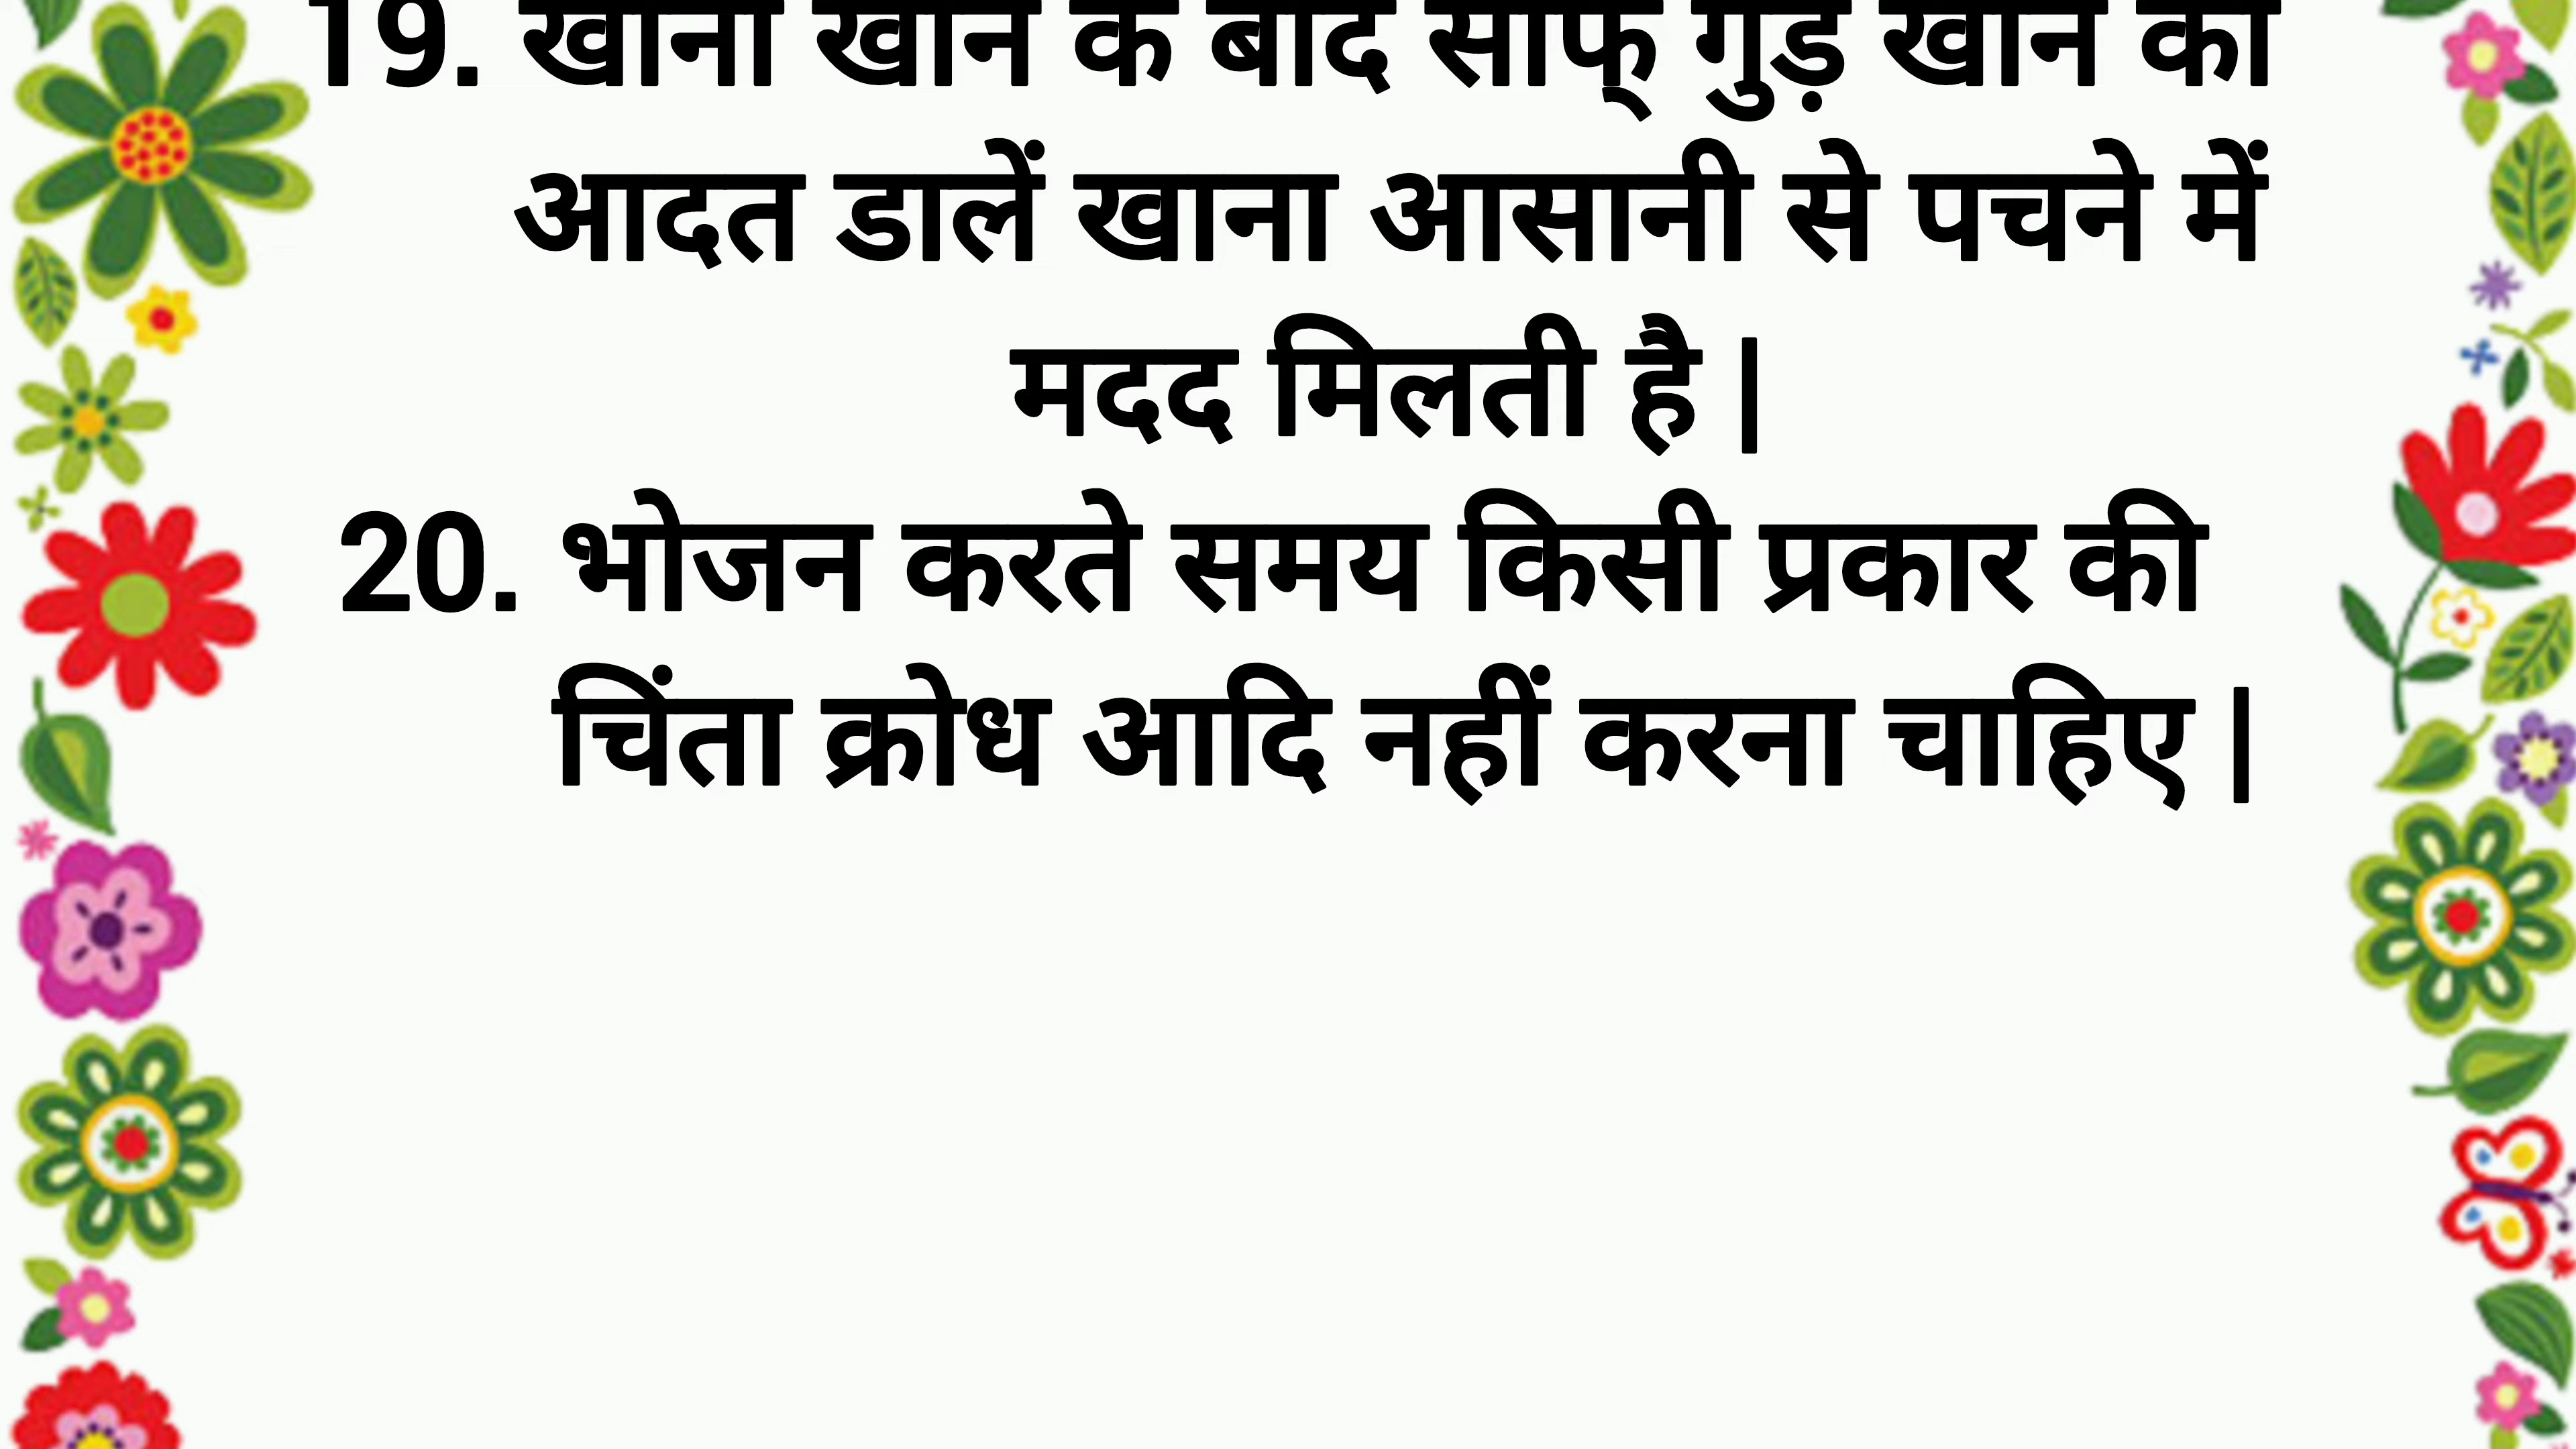 19. खाना खाने के बाद सौफ् गुड़ खाने की
आदत डालें खाना आसानी से पचने में
मदद मिलती है |
20. भोजन करते समय किसी प्रकार की
चिंता क्रोध आदि नहीं करना चाहिए |